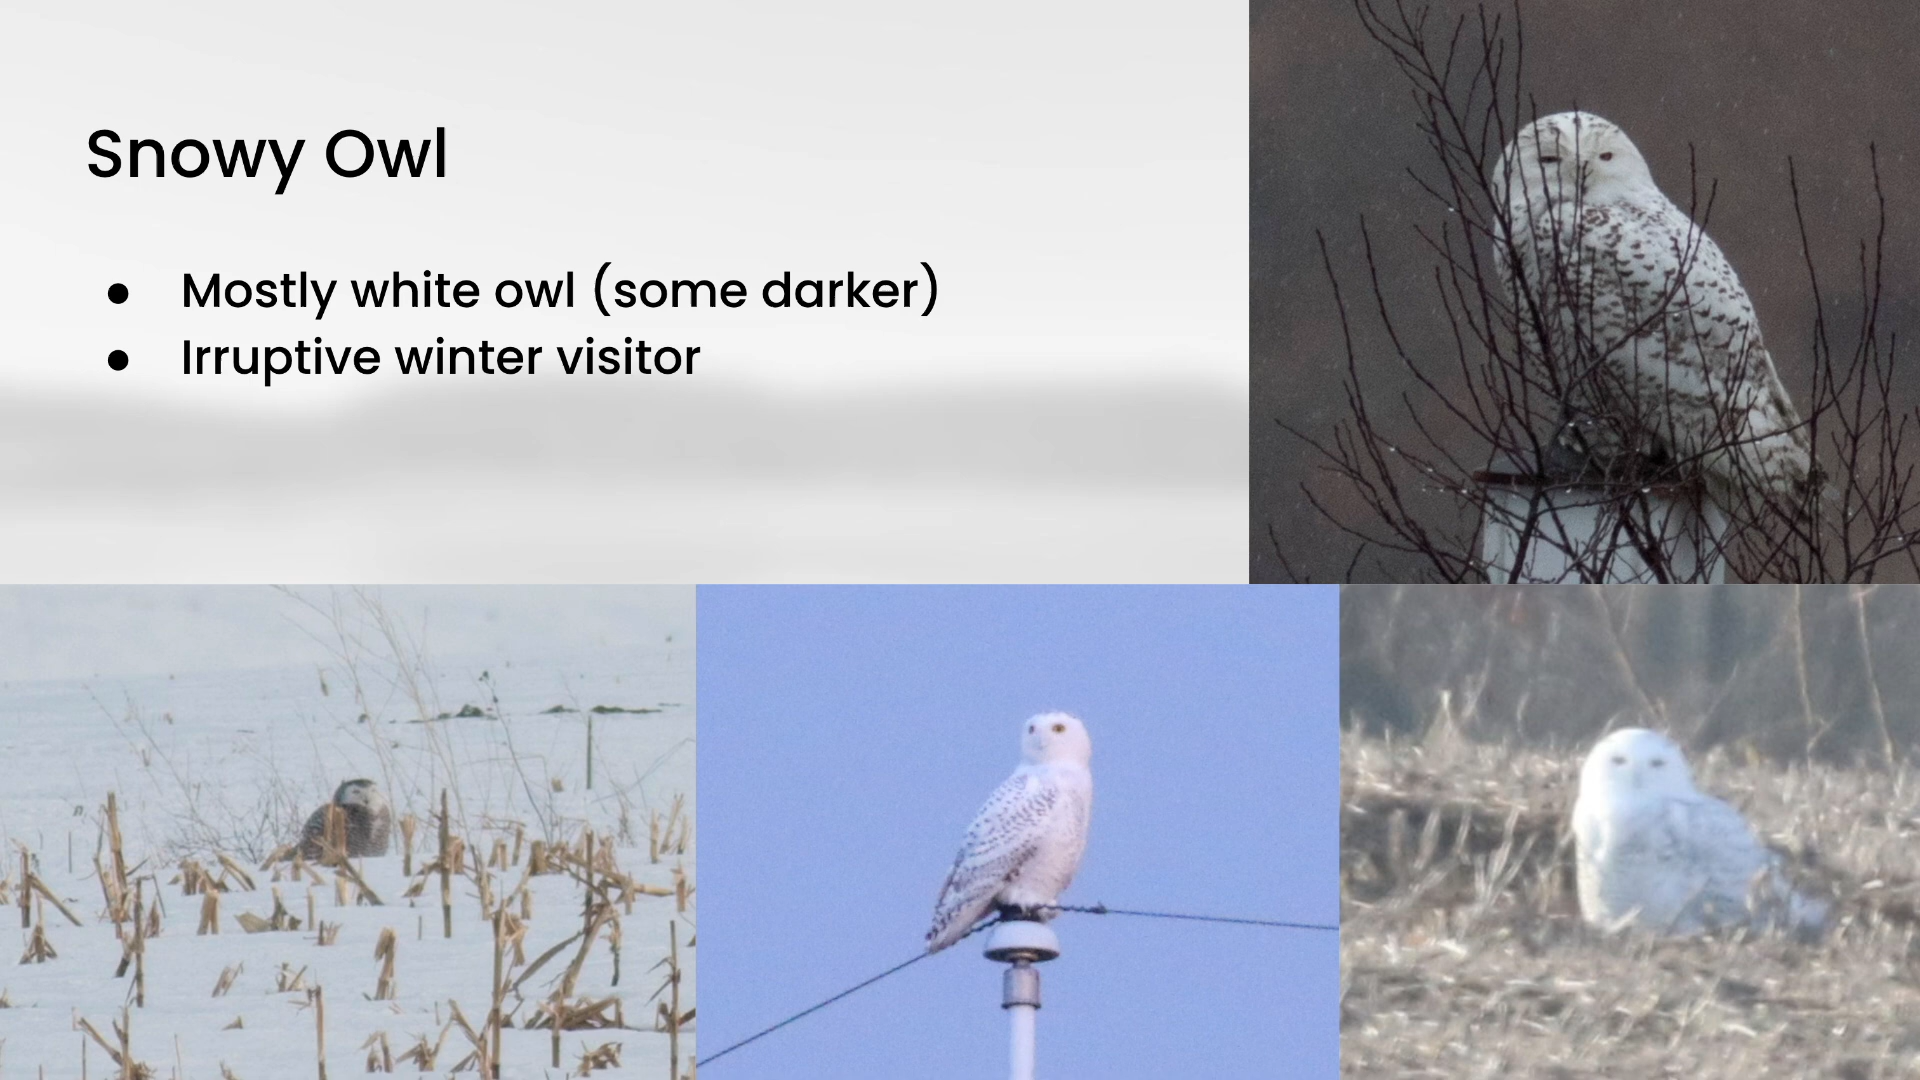 Snowy Owl
● Mostly white owl (some darker)
● Irruptive winter visitor